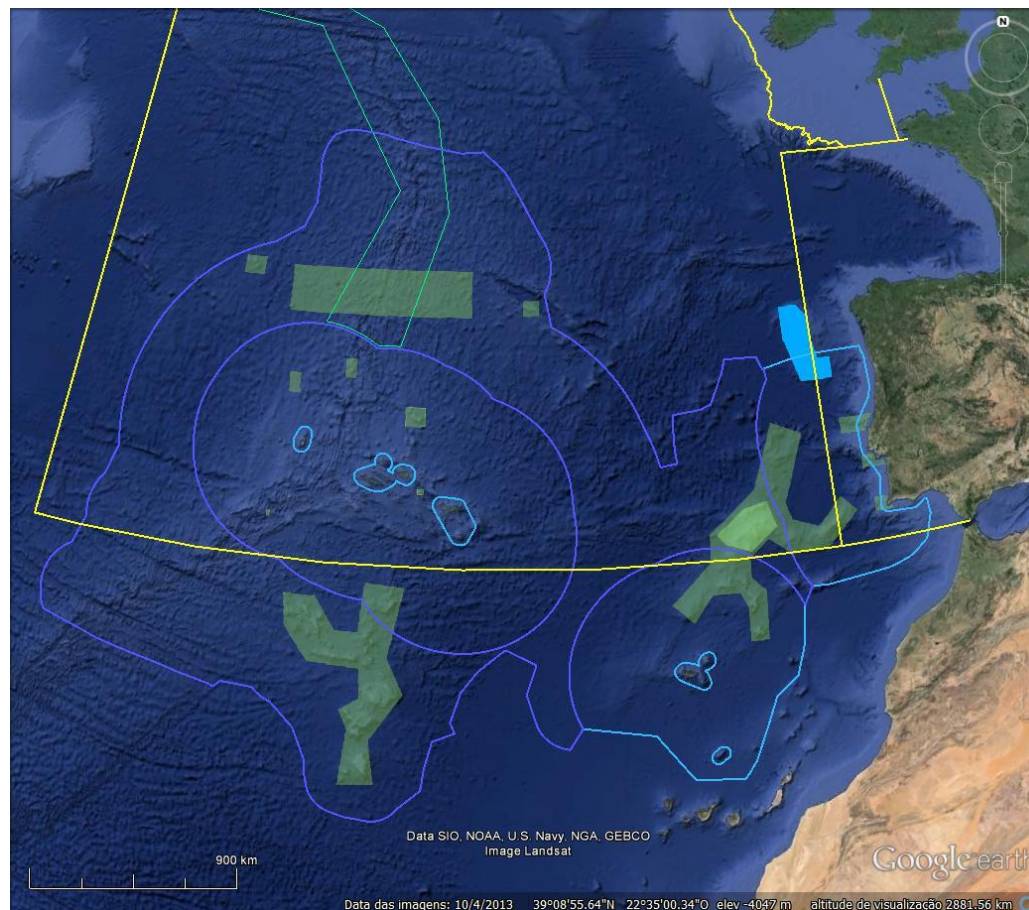 N
Data SIO, NOAA, U.S. Navy, NGA, GEBCO
Image Landsat
900 km
Google earth
Data das imagens: 10/4/2013 39°08'55.64"N 22°35'00.34"O elev -4047 m altitude de visualização 2881.56 km